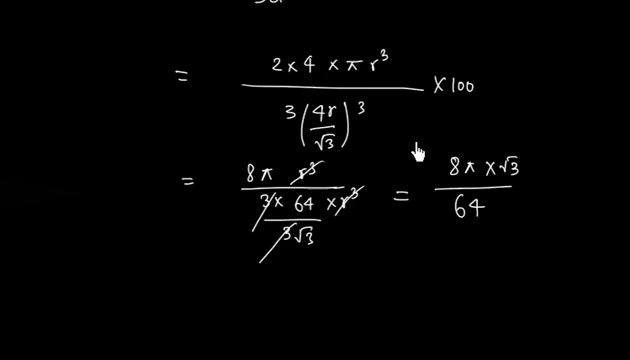 = 2 × 4 × π r³ / 3 (4r/√3)³ × 100
= 8π r³ / (3 × 64 × r³ / 3√3) = 8π × √3 / 64